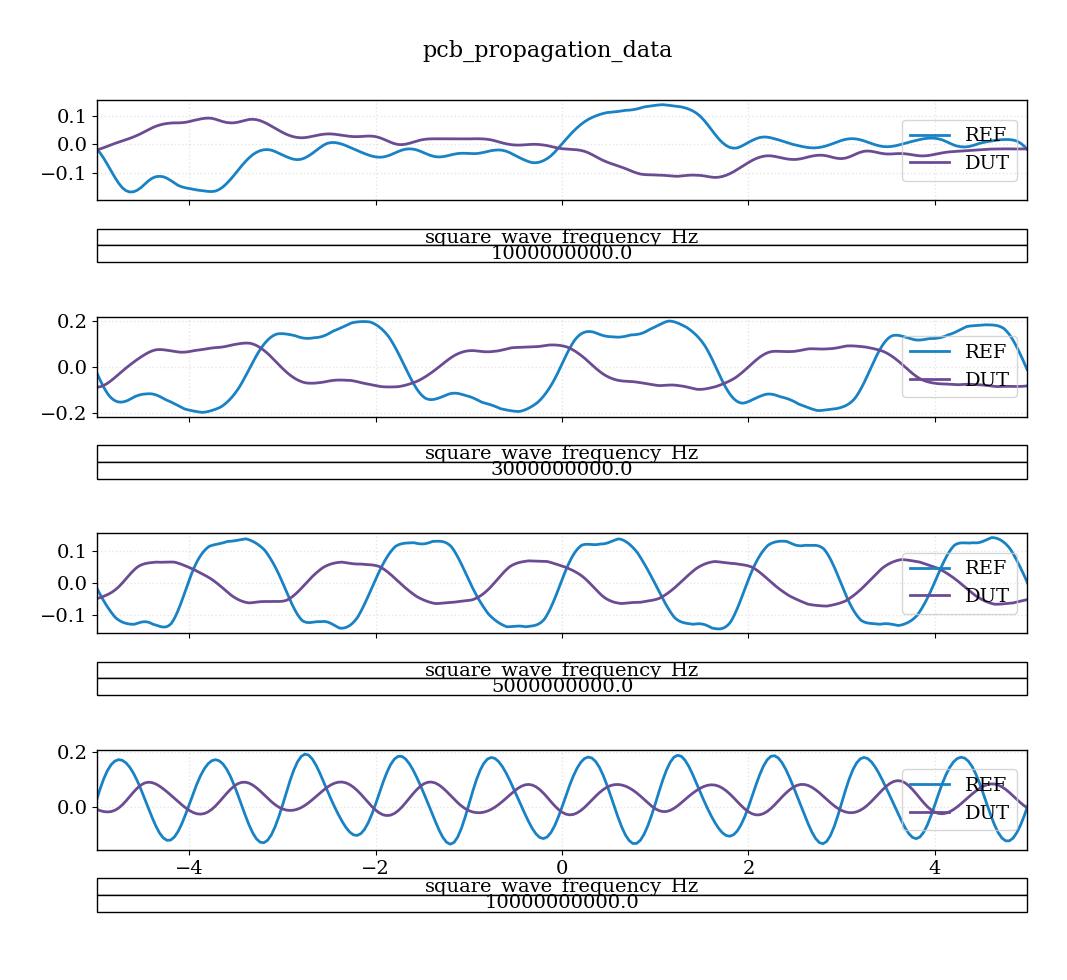 pcb_propagation_data
0.1
0.0
−0.1
REF
DUT
square_wave_frequency_Hz
1000000000.0
0.2
0.0
−0.2
REF
DUT
square_wave_frequency_Hz
3000000000.0
0.1
0.0
−0.1
REF
DUT
square_wave_frequency_Hz
5000000000.0
0.2
0.0
REF
DUT
−4 −2 0 2 4
square_wave_frequency_Hz
10000000000.0